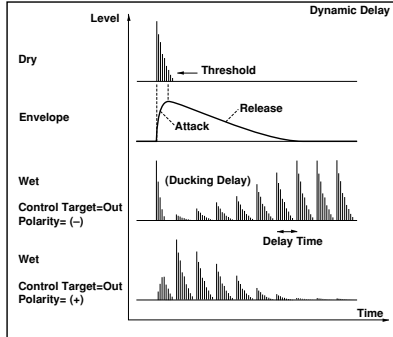 Dynamic Delay
Level
Dry
Threshold
Envelope
Release
Attack
Wet
(Ducking Delay)
Control Target=Out
Polarity= (–)
Delay Time
Wet
Control Target=Out
Polarity= (+)
Time